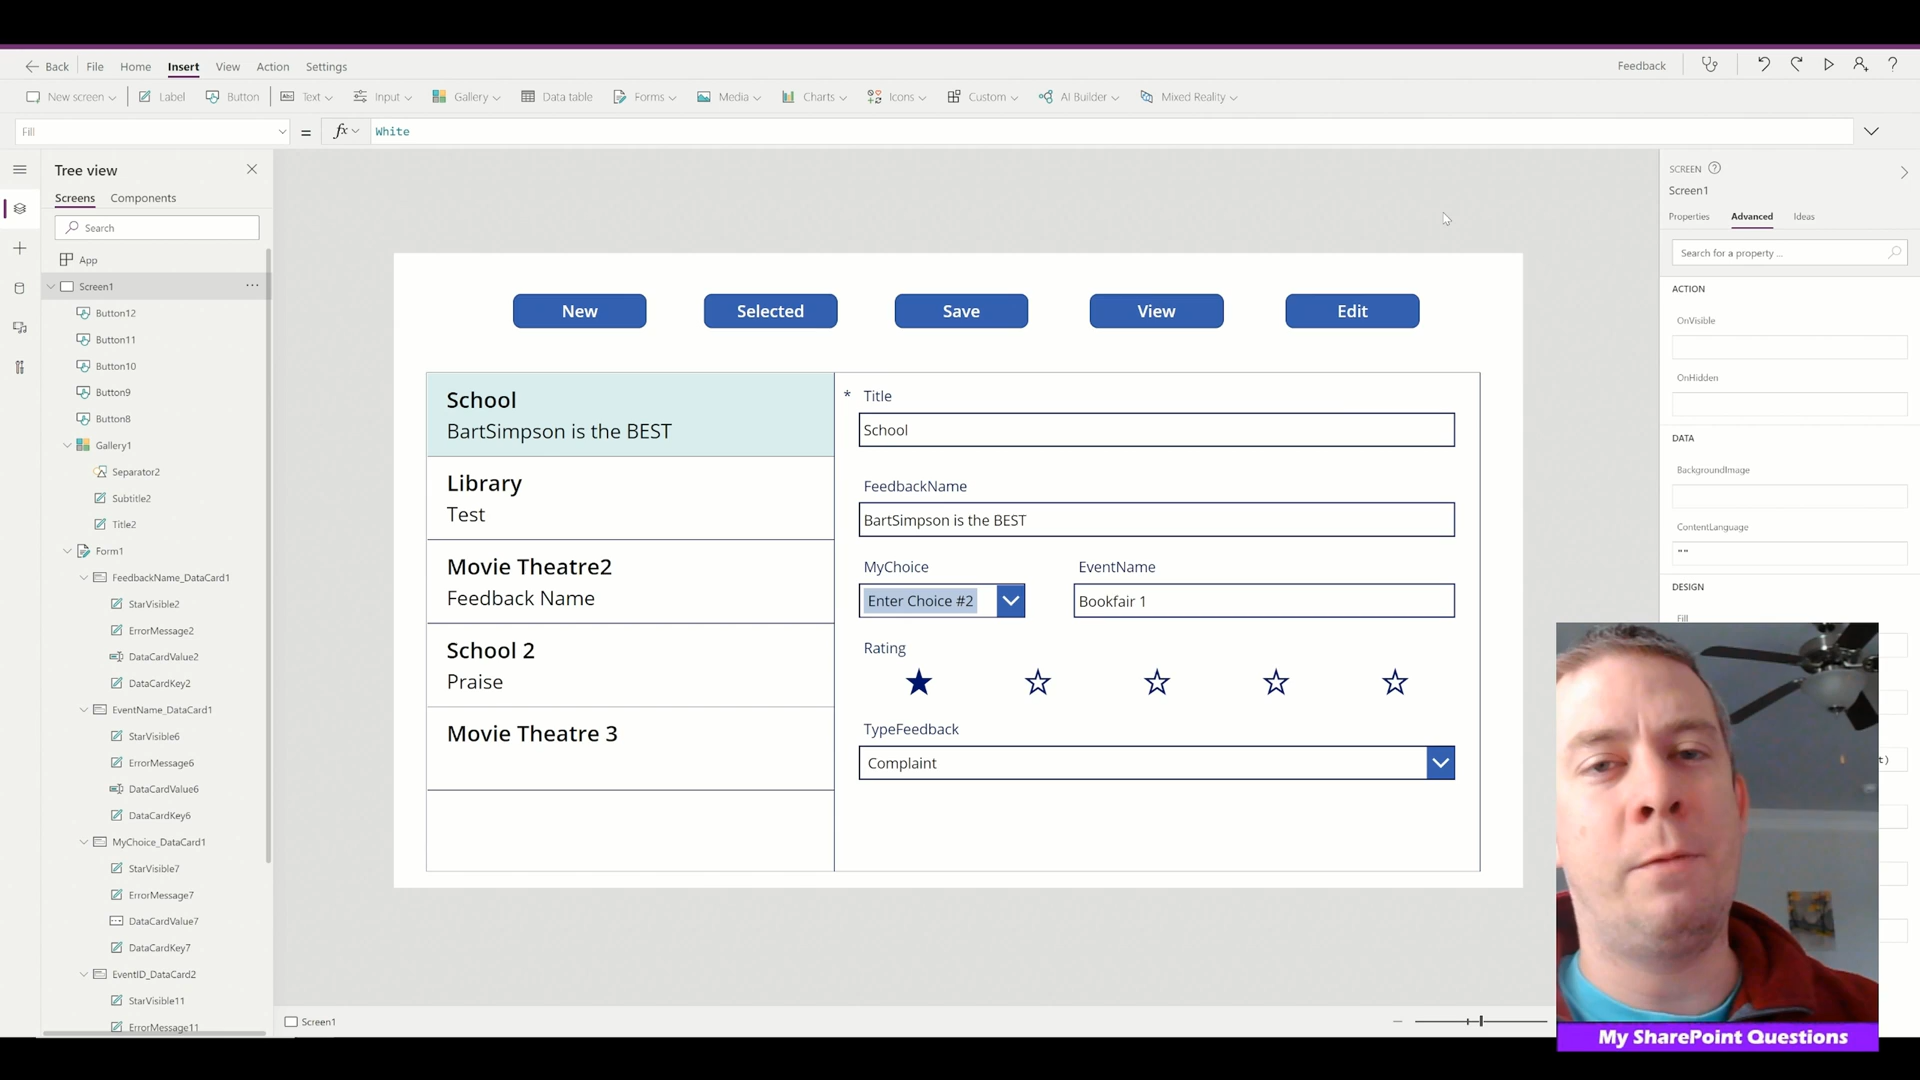 Back File Home Insert View Action Settings Feedback
New screen Label Button Text Input Gallery Data table Forms Media Charts Icons Custom AI Builder Mixed Reality
Fill = fx White
Tree view
Screens Components
Search
App
Screen1
Button12
Button11
Button10
Button9
Button8
Gallery1
Separator2
Subtitle2
Title2
Form1
FeedbackName_DataCard1
StarVisible2
ErrorMessage2
DataCardValue2
DataCardKey2
EventName_DataCard1
StarVisible6
ErrorMessage6
DataCardValue6
DataCardKey6
MyChoice_DataCard1
StarVisible7
ErrorMessage7
DataCardValue7
DataCardKey7
EventID_DataCard2
StarVisible11
ErrorMessage11
New Selected Save View Edit
School
BartSimpson is the BEST
Library
Test
Movie Theatre2
Feedback Name
School 2
Praise
Movie Theatre 3
* Title
School
FeedbackName
BartSimpson is the BEST
MyChoice EventName
Enter Choice #2 Bookfair 1
Rating
TypeFeedback
Complaint
Screen1
SCREEN
Screen1
Properties Advanced Ideas
Search for a property ...
ACTION
OnVisible
OnHidden
DATA
BackgroundImage
ContentLanguage
""
DESIGN
Fill
t)
My SharePoint Questions